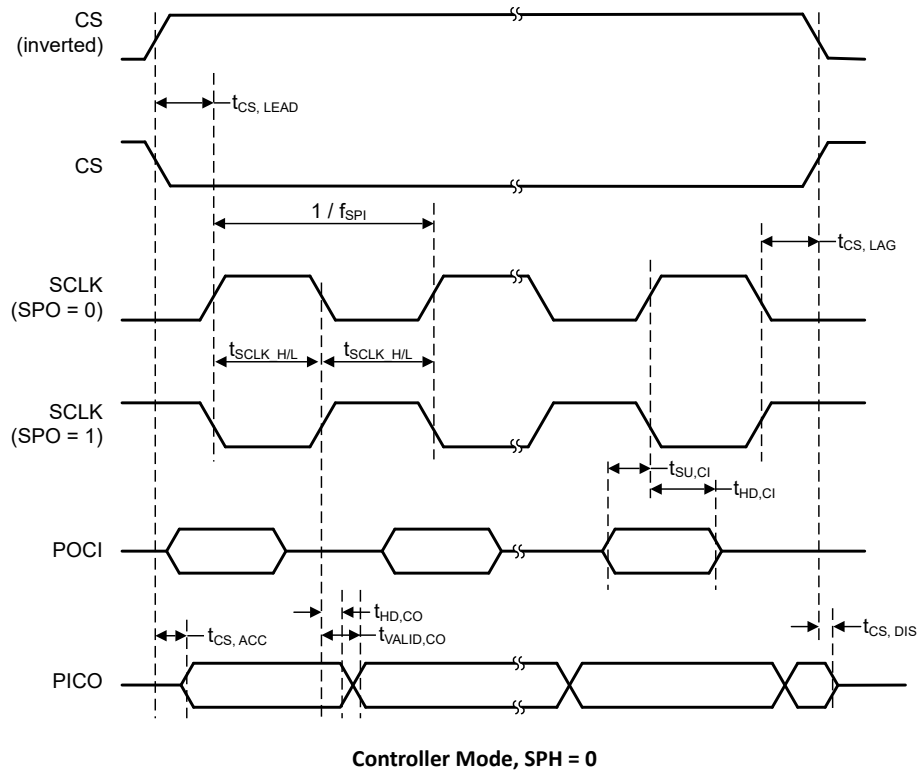 CS
(inverted)
tCS, LEAD
CS
1 / fSPI
tCS, LAG
SCLK
(SPO = 0)
tSCLK_H/L
tSCLK_H/L
SCLK
(SPO = 1)
tSU,CI
tHD,CI
POCI
tHD,CO
tCS, ACC
tVALID,CO
tCS, DIS
PICO
Controller Mode, SPH = 0